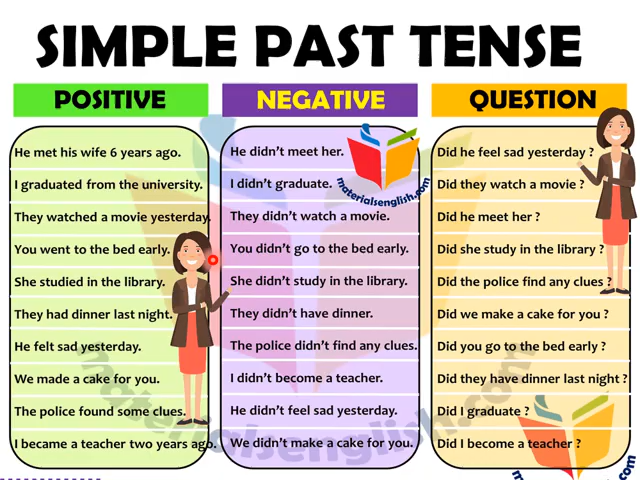 SIMPLE PAST TENSE
POSITIVE
He met his wife 6 years ago.
I graduated from the university.
They watched a movie yesterday.
You went to the bed early.
She studied in the library.
They had dinner last night.
He felt sad yesterday.
We made a cake for you.
The police found some clues.
I became a teacher two years ago.
NEGATIVE
He didn't meet her.
I didn't graduate.
They didn't watch a movie.
You didn't go to the bed early.
She didn't study in the library.
They didn't have dinner.
The police didn't find any clues.
I didn't become a teacher.
He didn't feel sad yesterday.
We didn't make a cake for you.
materialsenglish.com
QUESTION
Did he feel sad yesterday ?
Did they watch a movie ?
Did he meet her ?
Did she study in the library ?
Did the police find any clues ?
Did we make a cake for you ?
Did you go to the bed early ?
Did they have dinner last night ?
Did I graduate ?
Did I become a teacher ?
materialsenglish.com